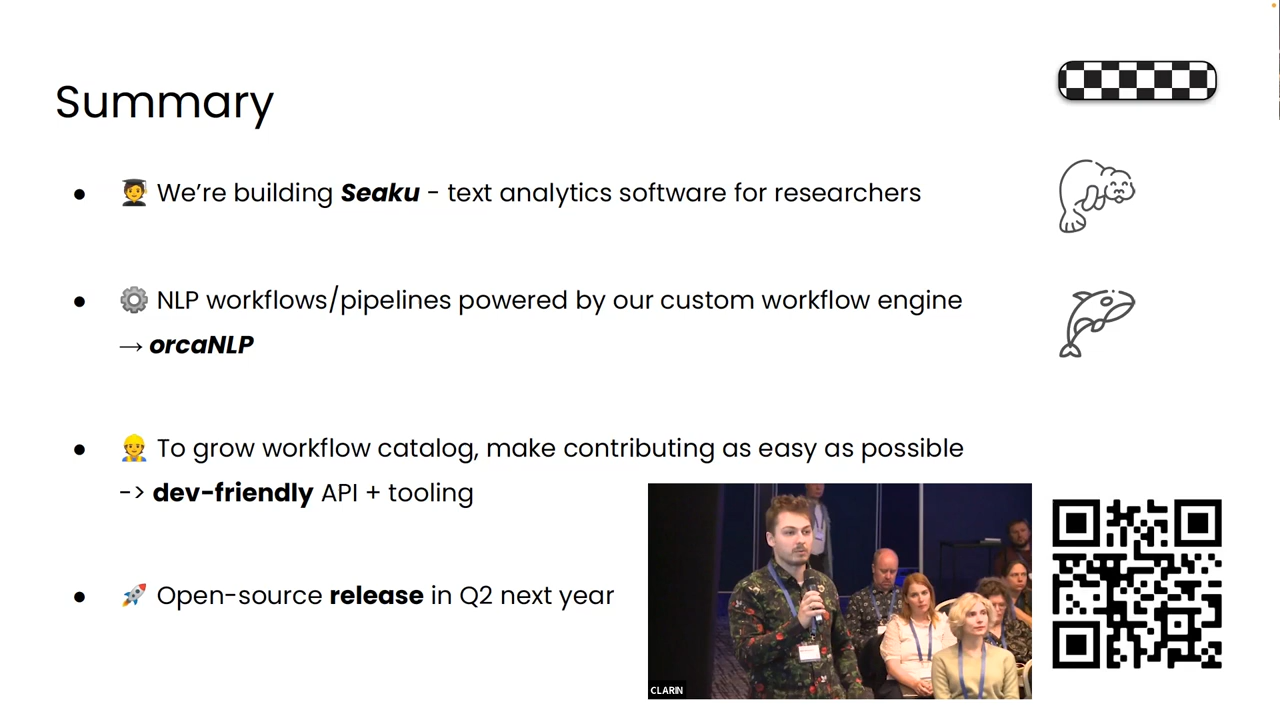 Summary
We're building Seaku - text analytics software for researchers
NLP workflows/pipelines powered by our custom workflow engine
→ orcaNLP
To grow workflow catalog, make contributing as easy as possible
-> dev-friendly API + tooling
Open-source release in Q2 next year
CLARIN